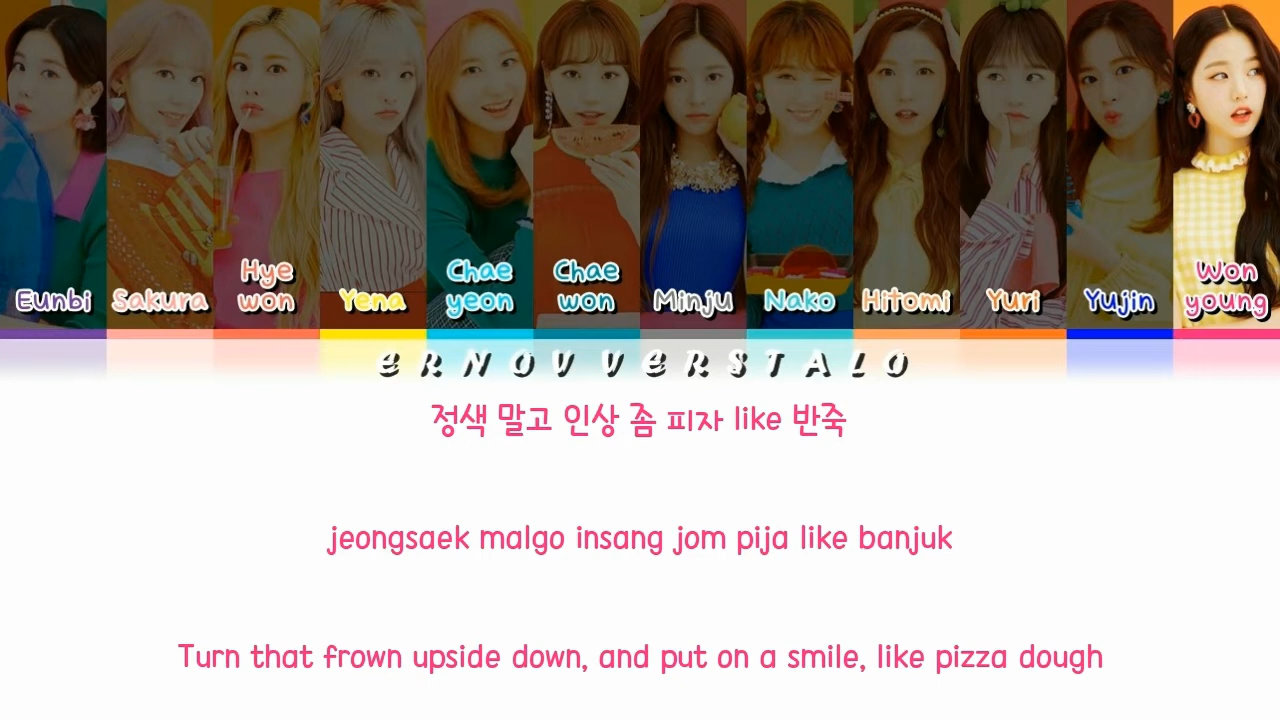 Eunbi
Sakura
Hye
won
Yena
Chae
yeon
Chae
won
Minju
Nako
Hitomi
Yuri
Yujin
Won
young
ERNOV VERSTALO
정색 말고 인상 좀 피자 like 반죽
jeongsaek malgo insang jom pija like banjuk
Turn that frown upside down, and put on a smile, like pizza dough